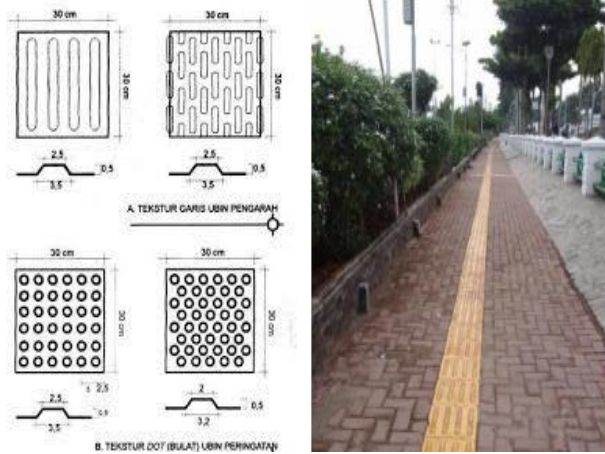 30 cm
30 cm
30 cm
30 cm
2,5
0,5
3,5
2,5
0,5
3,5
A. TEKSTUR GARIS UBIN PENGARAH
30 cm
30 cm
30 cm
30 cm
2,5
2,5
3,5
2
0,5
3,2
B. TEKSTUR DOT (BULAT) UBIN PERINGATAN